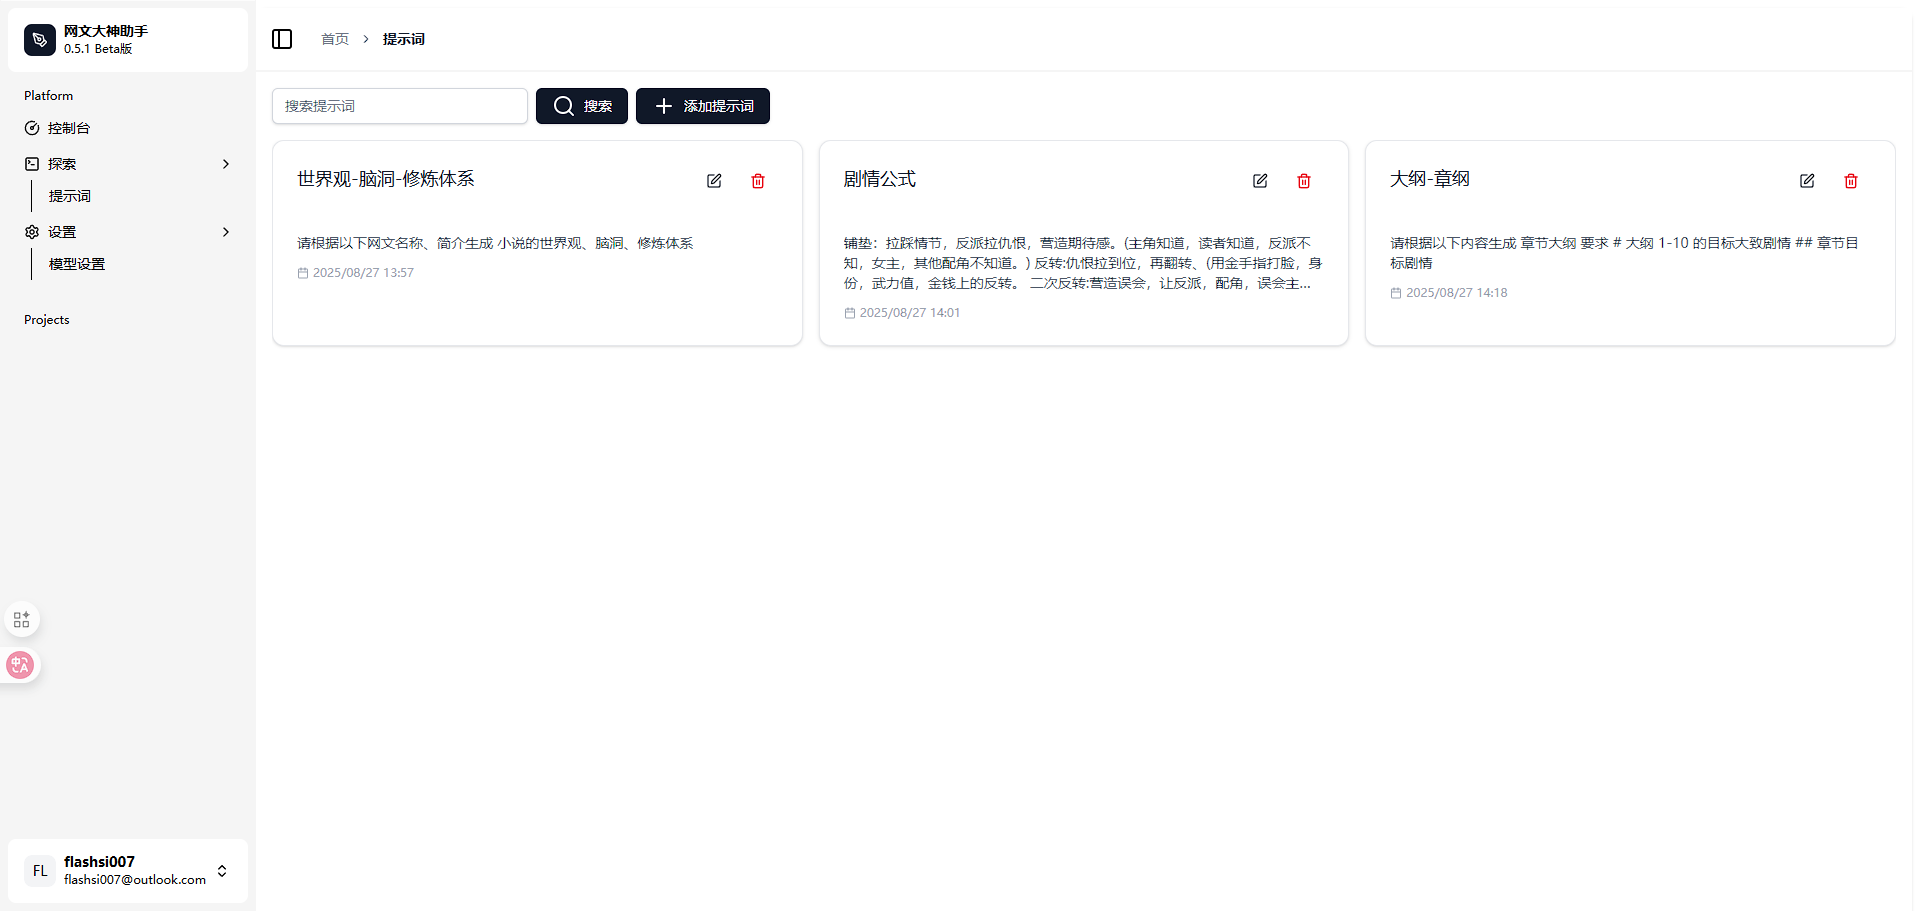 网文大神助手
0.5.1 Beta版
Platform
控制台
探索
提示词
设置
模型设置
Projects
中A
flashsi007
FL
flashsi007@outlook.com
首页 > 提示词
搜索提示词
搜索
添加提示词
世界观-脑洞-修炼体系
请根据以下网文名称、简介生成 小说的世界观、脑洞、修炼体系
2025/08/27 13:57
剧情公式
铺垫：拉踩情节，反派拉仇恨，营造期待感。(主角知道，读者知道，反派不
知，女主，其他配角不知道。) 反转:仇恨拉到位，再翻转、(用金手指打脸，身
份，武力值，金钱上的反转。 二次反转:营造误会，让反派，配角，误会主...
2025/08/27 14:01
大纲-章纲
请根据以下内容生成 章节大纲 要求 # 大纲 1-10 的目标大致剧情 ## 章节目
标剧情
2025/08/27 14:18